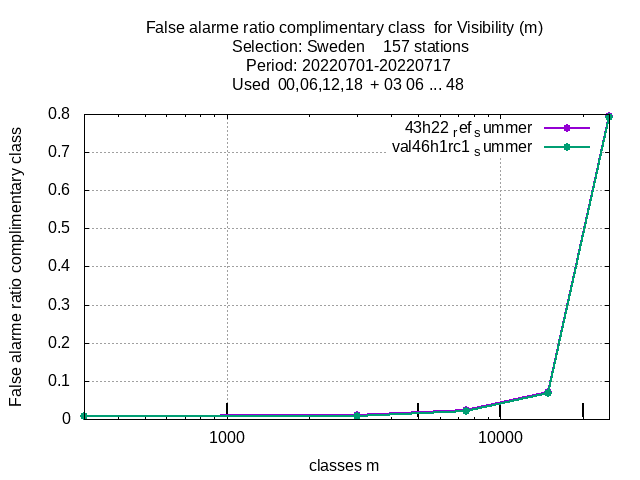 False alarme ratio complimentary class  for Visibility (m)
Selection: Sweden    157 stations
Period: 20220701-20220717
Used  00,06,12,18  + 03 06 ... 48
43h22 ref summer
val46h1rc1 summer
False alarme ratio complimentary class
0.8
0.7
0.6
0.5
0.4
0.3
0.2
0.1
0
1000
10000
classes m